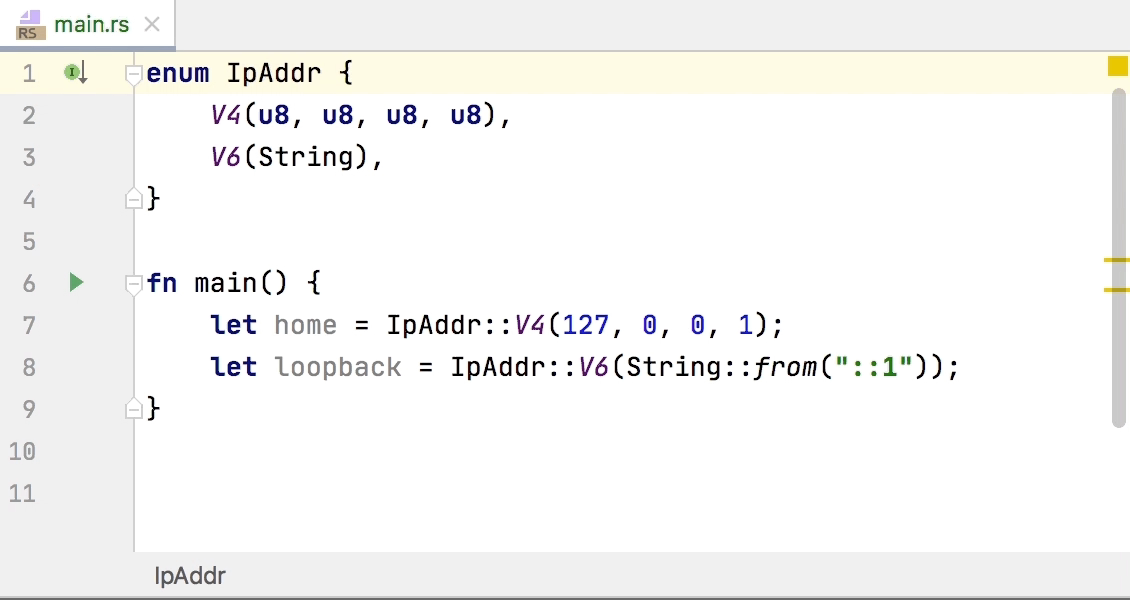 RS main.rs
1 I enum IpAddr {
2     V4(u8, u8, u8, u8),
3     V6(String),
4 }
5
6 fn main() {
7     let home = IpAddr::V4(127, 0, 0, 1);
8     let loopback = IpAddr::V6(String::from("::1"));
9 }
10
11
IpAddr